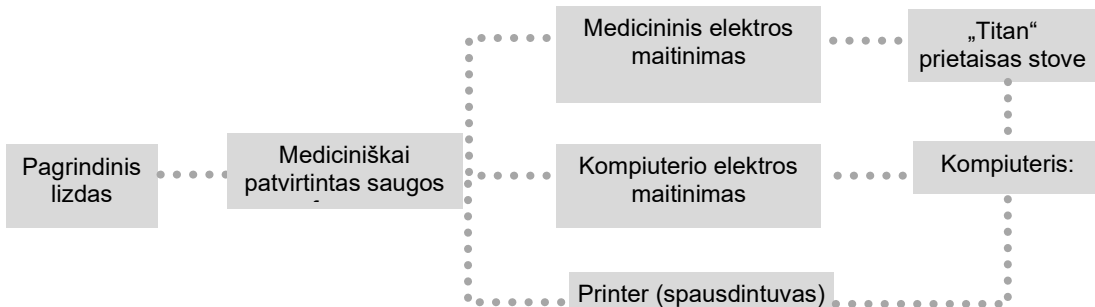 Medicininis elektros
maitinimas
„Titan“
prietaisas stove
Pagrindinis
lizdas
Mediciniškai
patvirtintas saugos
Kompiuterio elektros
maitinimas
Kompiuteris:
Printer (spausdintuvas)